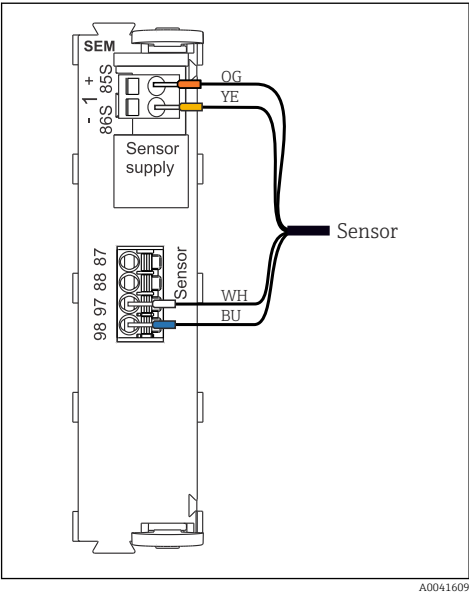 SEM
+ 85S
- 1
86S
OG
YE
Sensor
supply
Sensor
87
88
97
98
Sensor
WH
BU
A0041609